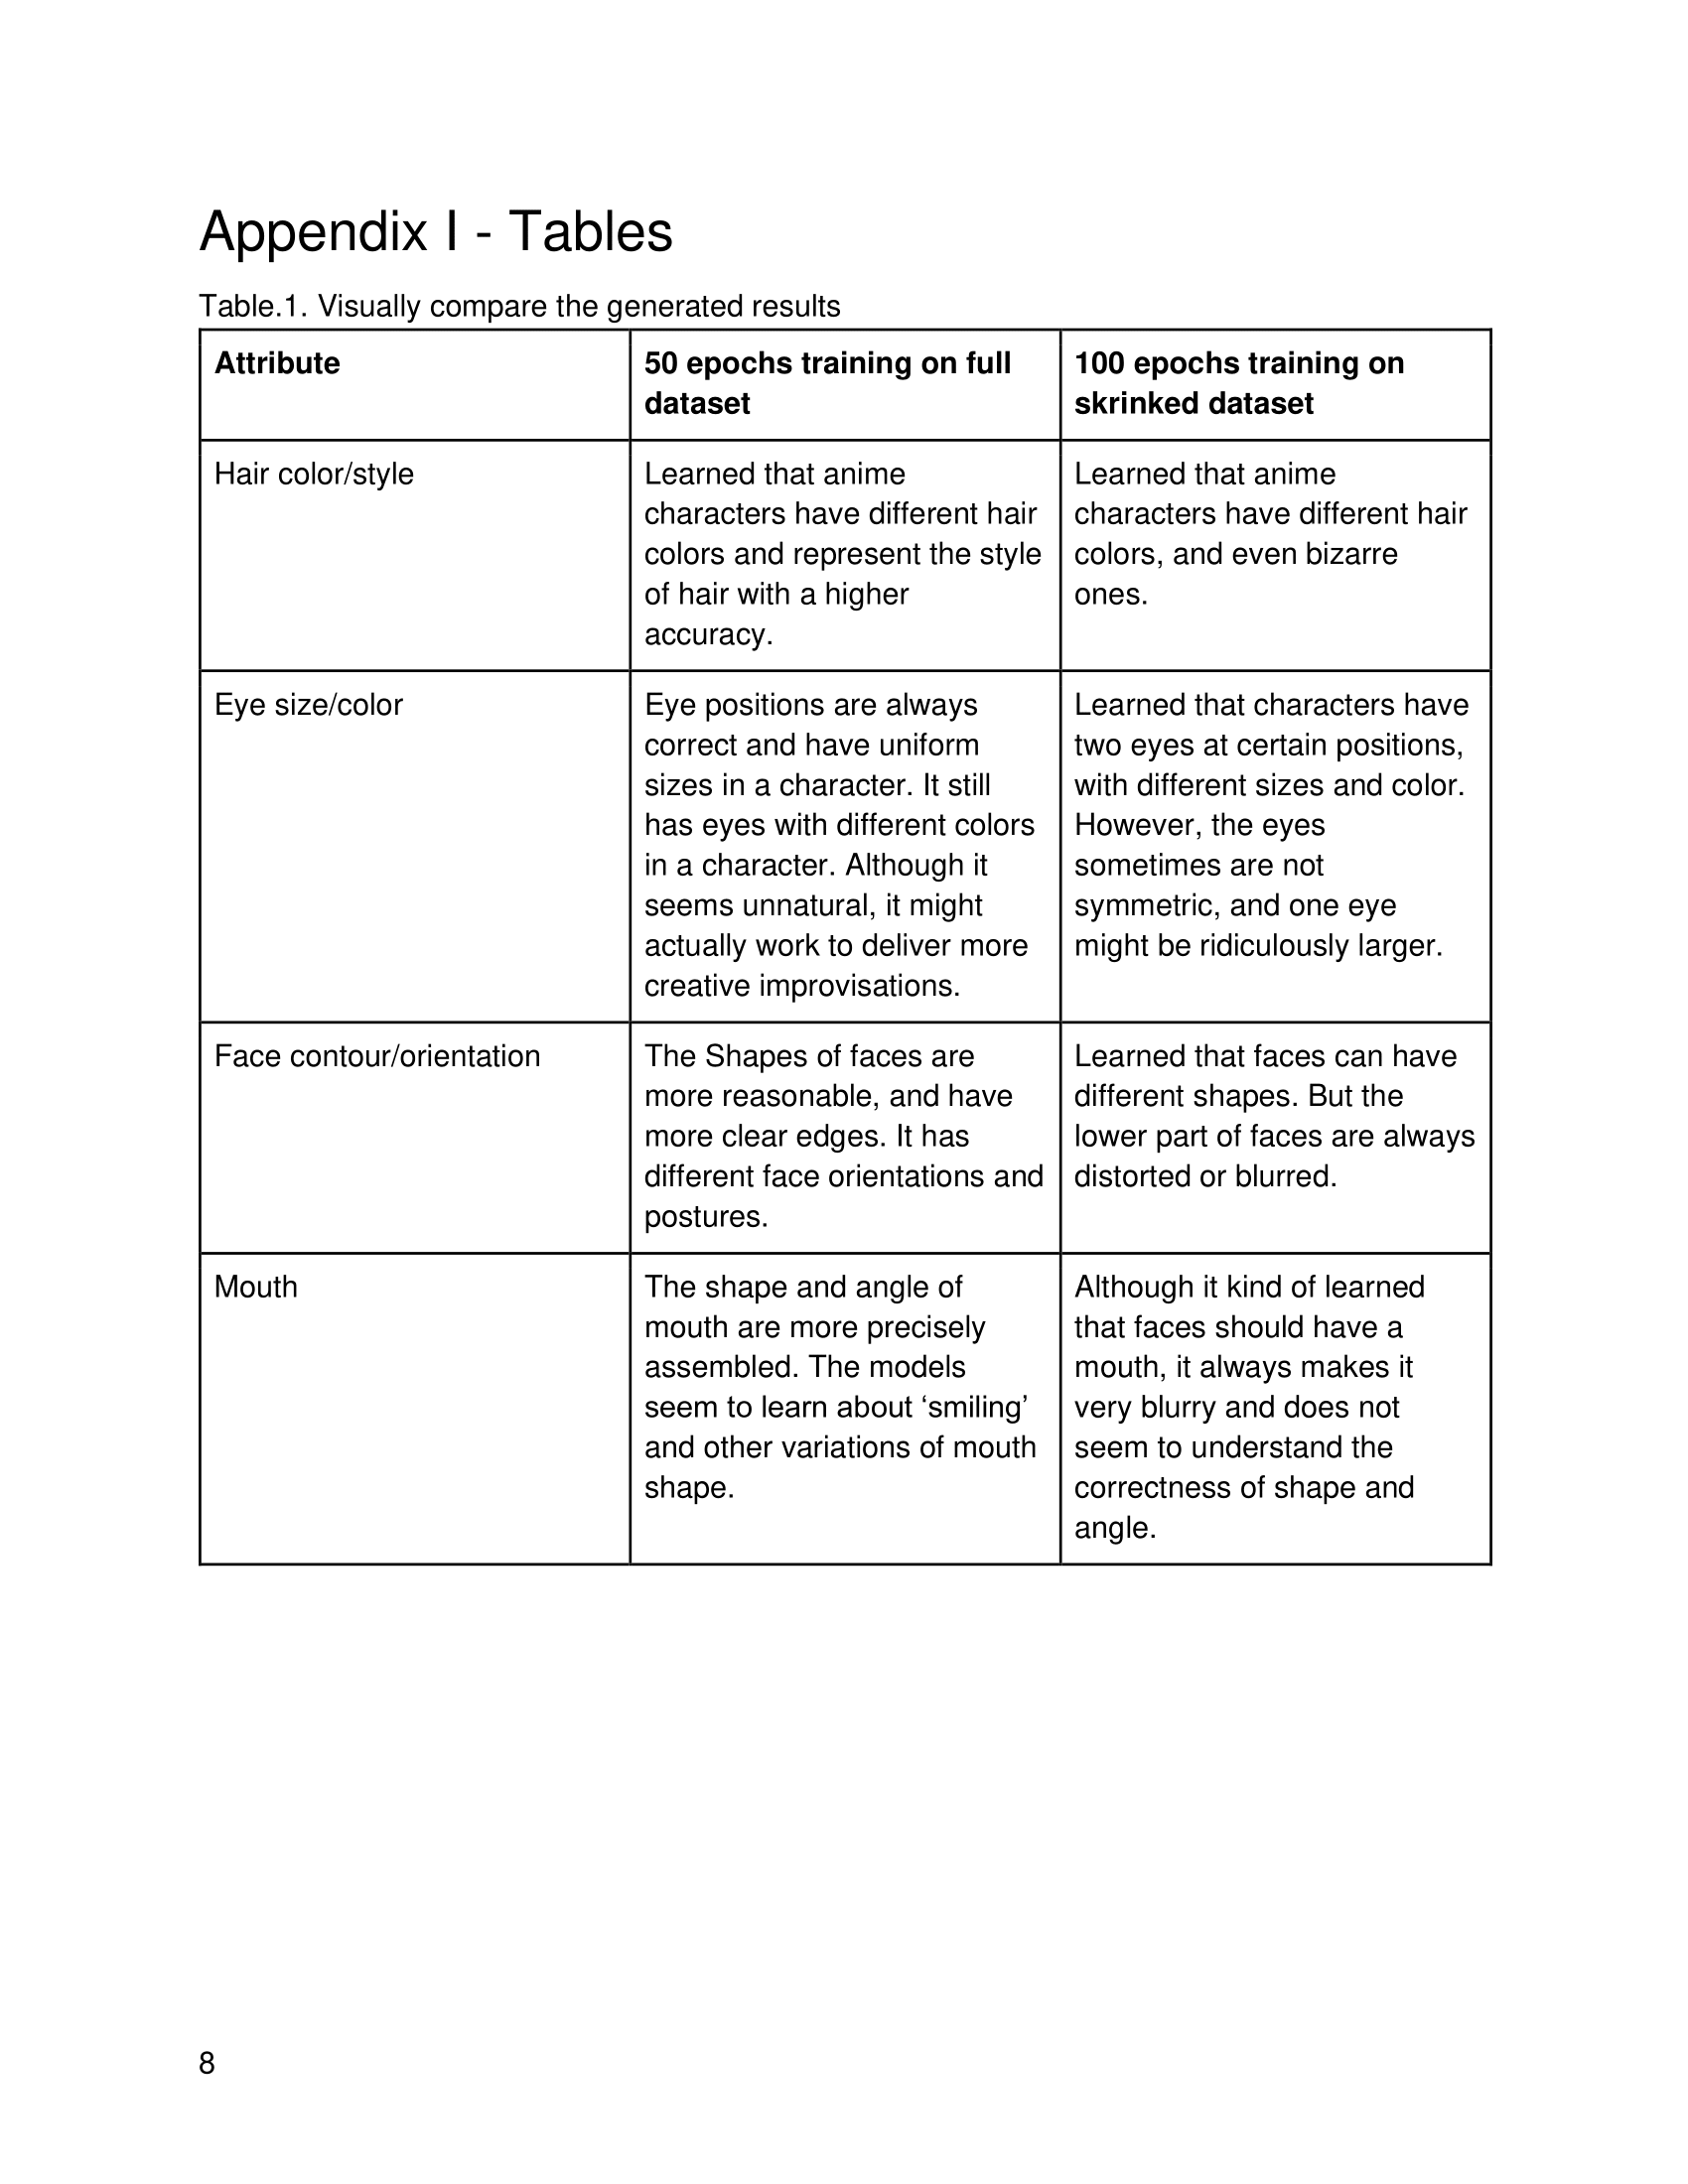 Appendix I - Tables
Table.1. Visually compare the generated results
Attribute
50 epochs training on full
dataset
100 epochs training on
skrinked dataset
Hair color/style
Learned that anime
characters have different hair
colors and represent the style
of hair with a higher
accuracy.
Learned that anime
characters have different hair
colors, and even bizarre
ones.
Eye size/color
Eye positions are always
correct and have uniform
sizes in a character. It still
has eyes with different colors
in a character. Although it
seems unnatural, it might
actually work to deliver more
creative improvisations.
Learned that characters have
two eyes at certain positions,
with different sizes and color.
However, the eyes
sometimes are not
symmetric, and one eye
might be ridiculously larger.
Face contour/orientation
The Shapes of faces are
more reasonable, and have
more clear edges. It has
different face orientations and
postures.
Learned that faces can have
different shapes. But the
lower part of faces are always
distorted or blurred.
Mouth
The shape and angle of
mouth are more precisely
assembled. The models
seem to learn about ‘smiling’
and other variations of mouth
shape.
Although it kind of learned
that faces should have a
mouth, it always makes it
very blurry and does not
seem to understand the
correctness of shape and
angle.
8